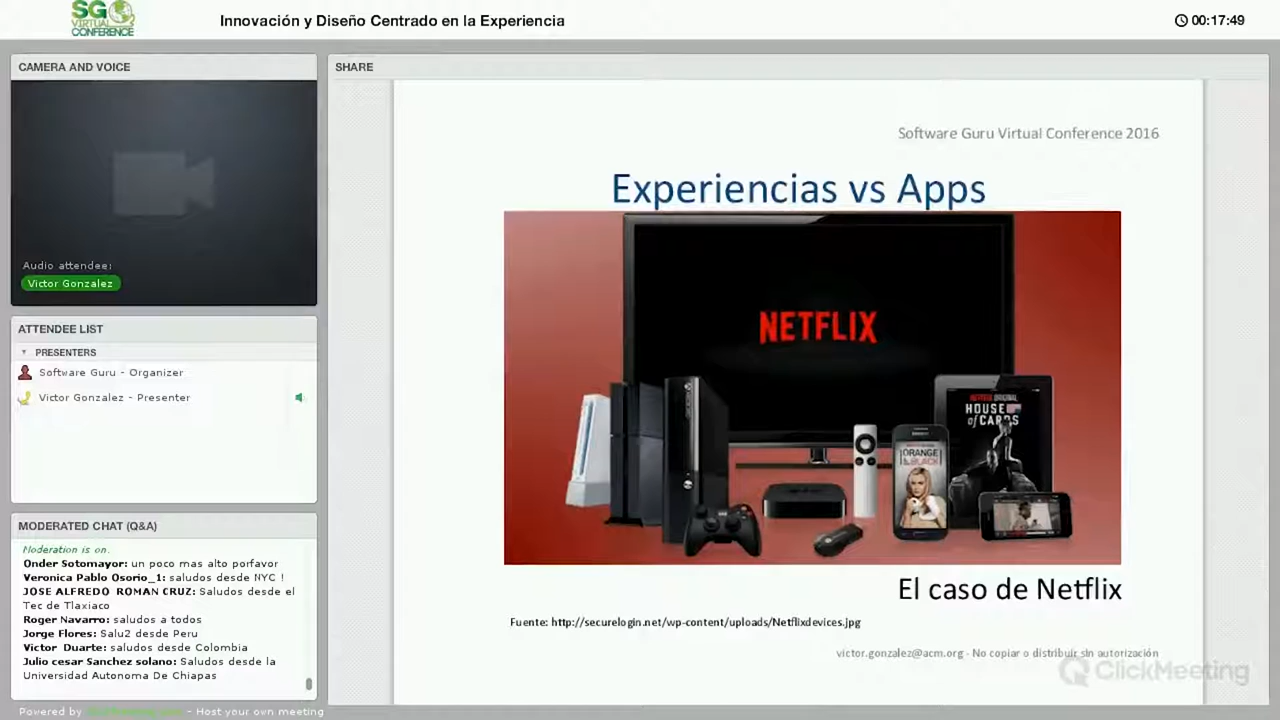 SG
VIRTUAL
CONFERENCE
Innovación y Diseño Centrado en la Experiencia
00:17:49
CAMERA AND VOICE
Audio attendee:
Victor Gonzalez
ATTENDEE LIST
PRESENTERS
Software Guru - Organizer
Victor Gonzalez - Presenter
MODERATED CHAT (Q&A)
Moderation is on.
Onder Sotomayor: un poco mas alto porfavor
Veronica Pablo Osorio_1: saludos desde NYC !
JOSE ALFREDO ROMAN CRUZ: Saludos desde el
Tec de Tlaxiaco
Roger Navarro: saludos a todos
Jorge Flores: Salu2 desde Peru
Victor Duarte: saludos desde Colombia
Julio cesar Sanchez solano: Saludos desde la
Universidad Autonoma De Chiapas
Powered by - Host your own meeting
SHARE
Software Guru Virtual Conference 2016
Experiencias vs Apps
NETFLIX
NETFLIX ORIGINAL
HOUSE
of CARDS
ORANGE
BLACK
El caso de Netflix
Fuente: http://securelogin.net/wp-content/uploads/Netflixdevices.jpg
victor.gonzalez@acm.org - No copiar o distribuir sin autorización
ClickMeeting